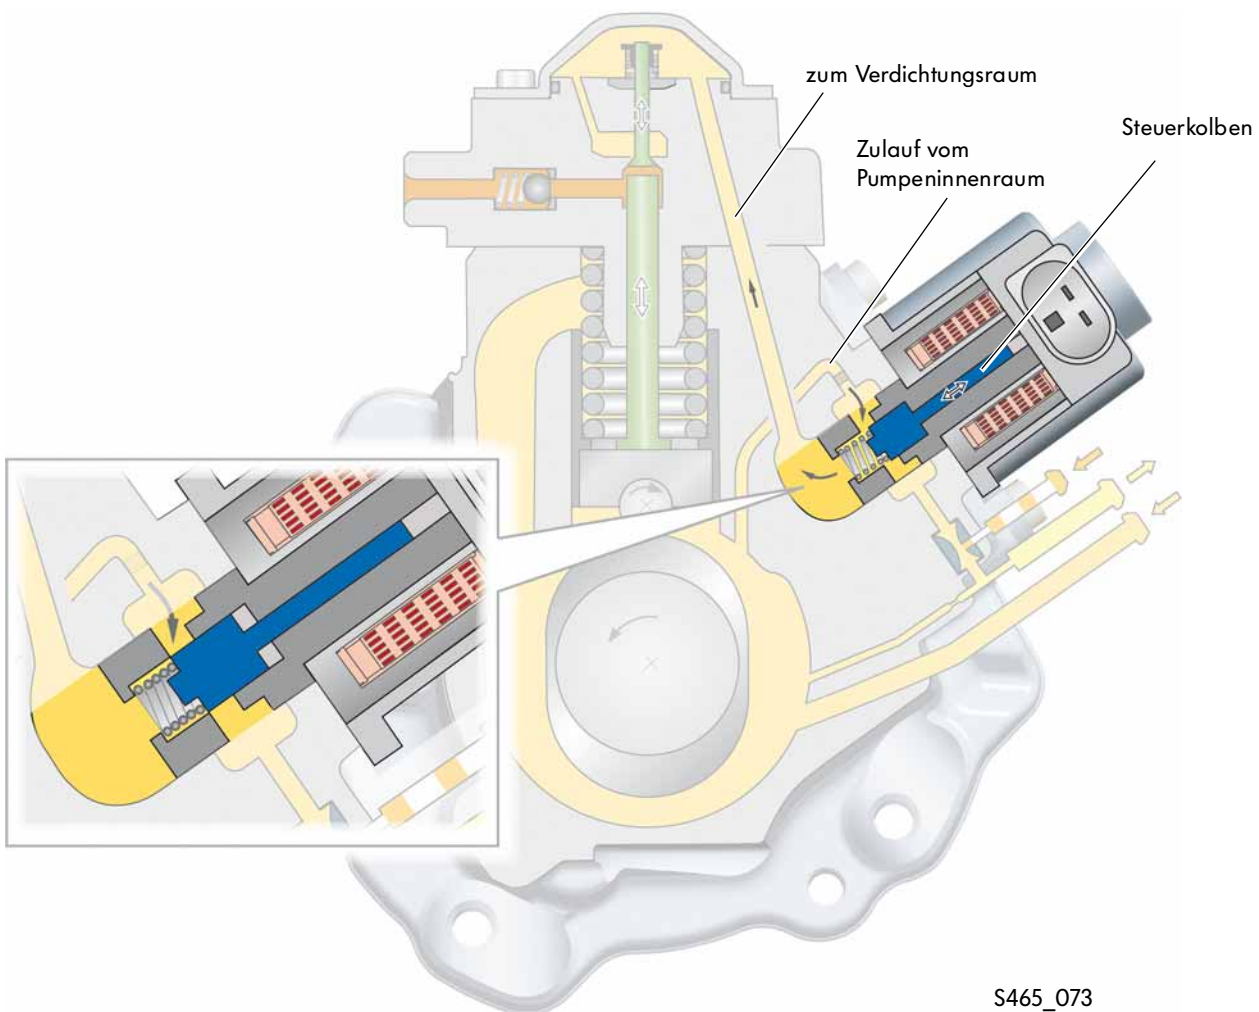 zum Verdichtungsraum
Steuerkolben
Zulauf vom
Pumpeninnenraum
S465_073